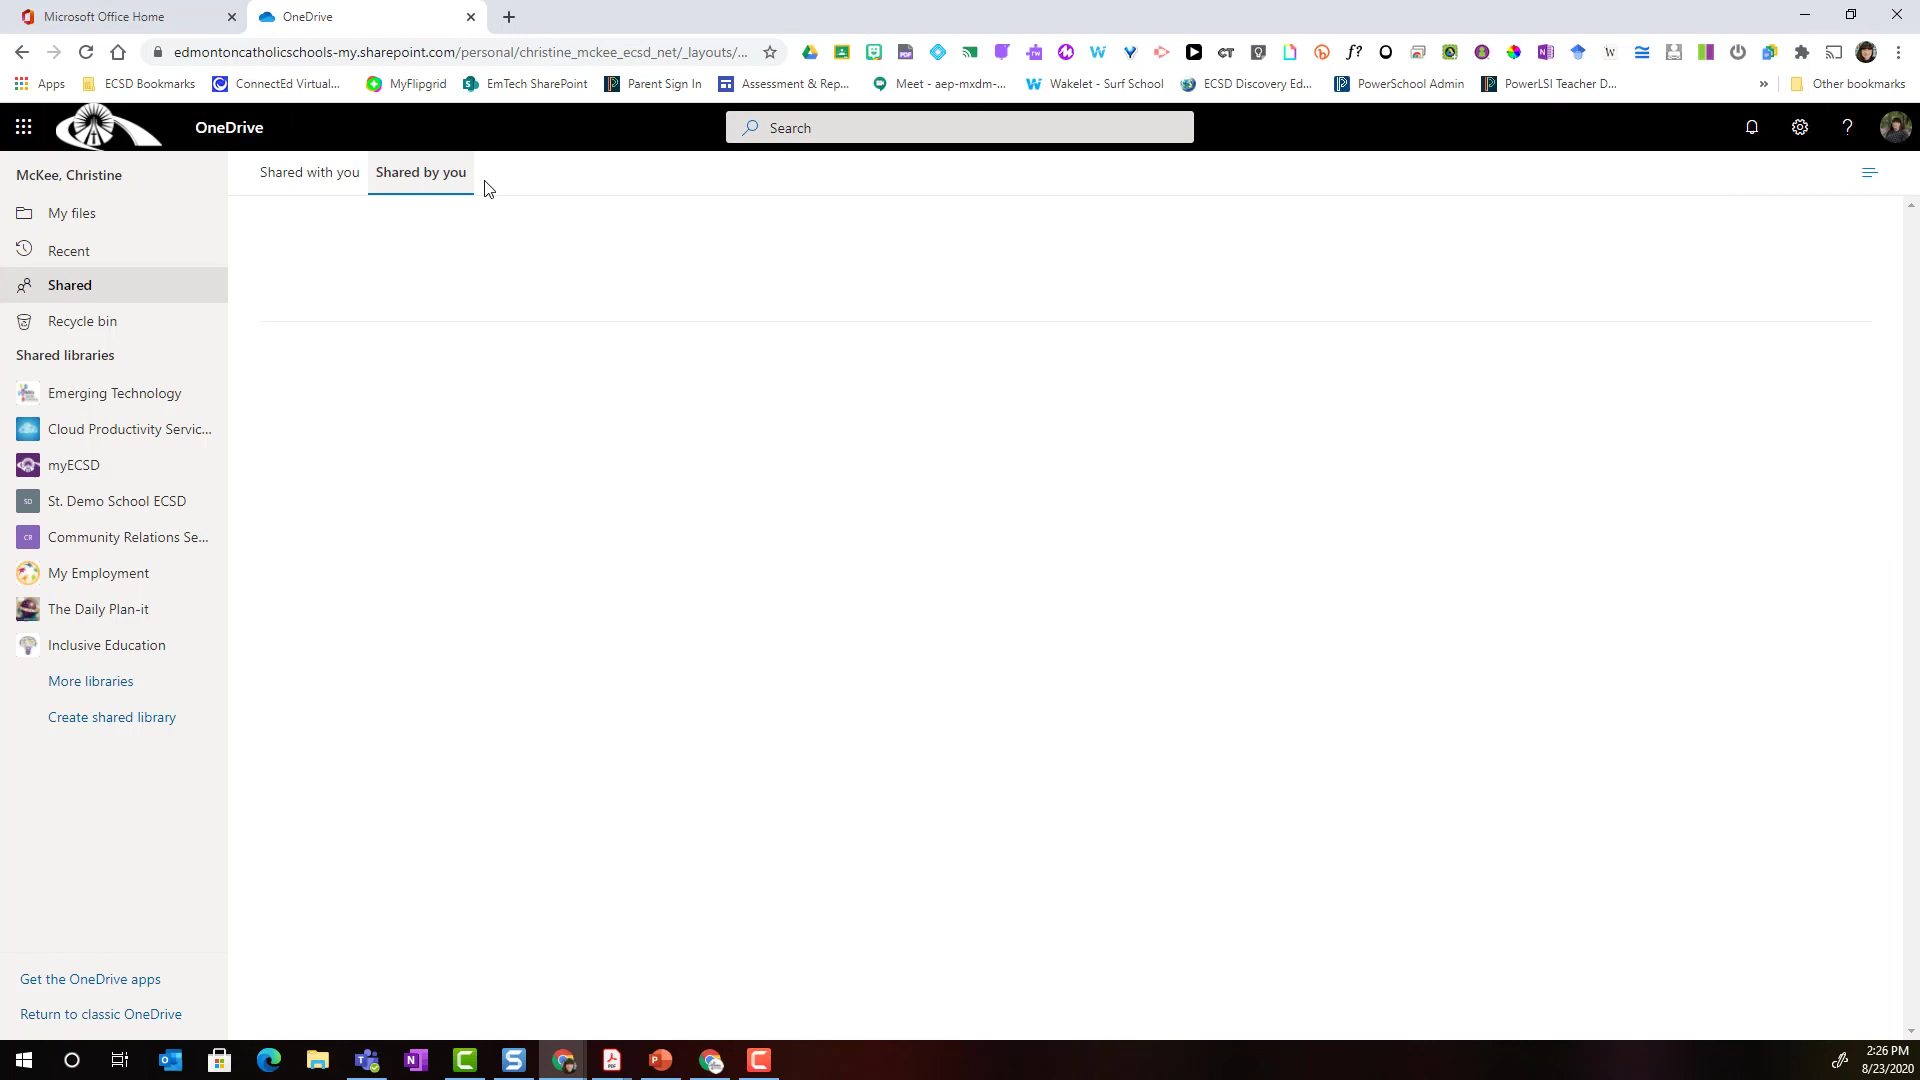 Microsoft Office Home
OneDrive
edmontoncatholicschools-my.sharepoint.com/personal/christine_mckee_ecsd_net/_layouts/...
Apps
ECSD Bookmarks
ConnectEd Virtual...
MyFlipgrid
EmTech SharePoint
Parent Sign In
Assessment & Rep...
Meet - aep-mxdm-...
Wakelet - Surf School
ECSD Discovery Ed...
PowerSchool Admin
PowerLSI Teacher D...
»
Other bookmarks
OneDrive
Search
McKee, Christine
Shared with you
Shared by you
My files
Recent
Shared
Recycle bin
Shared libraries
Emerging Technology
Cloud Productivity Servic...
myECSD
SD
St. Demo School ECSD
CR
Community Relations Se...
My Employment
The Daily Plan-it
Inclusive Education
More libraries
Create shared library
Get the OneDrive apps
Return to classic OneDrive
2:26 PM
8/23/2020